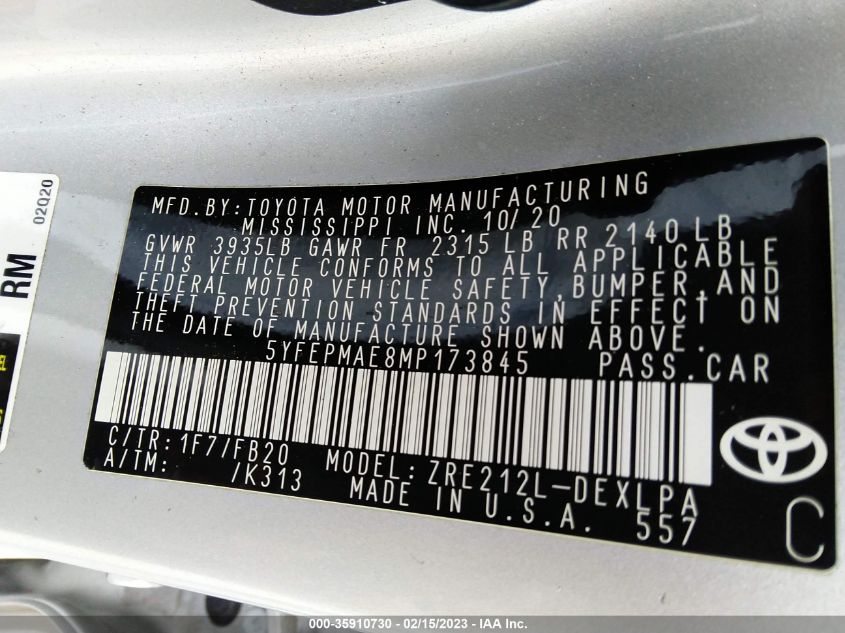 MFD.BY:TOYOTA MOTOR MANUFACTURING
MISSISSIPPI INC. 10/20
GVWR 3935LB GAWR FR 2315 LB RR 2140 LB
THIS VEHICLE CONFORMS TO ALL APPLICABLE
FEDERAL MOTOR VEHICLE SAFETY, BUMPER, AND
THEFT PREVENTION STANDARDS IN EFFECT ON
THE DATE OF MANUFACTURE SHOWN ABOVE.
5YFEPMAE8MP173845 PASS.CAR
C/TR: 1F7/FB20 MODEL: ZRE212L-DEXLPA
A/TM: /K313 MADE IN U.S.A. 557
C
02Q20
RM
000-35910730 - 02/15/2023 - IAA Inc.